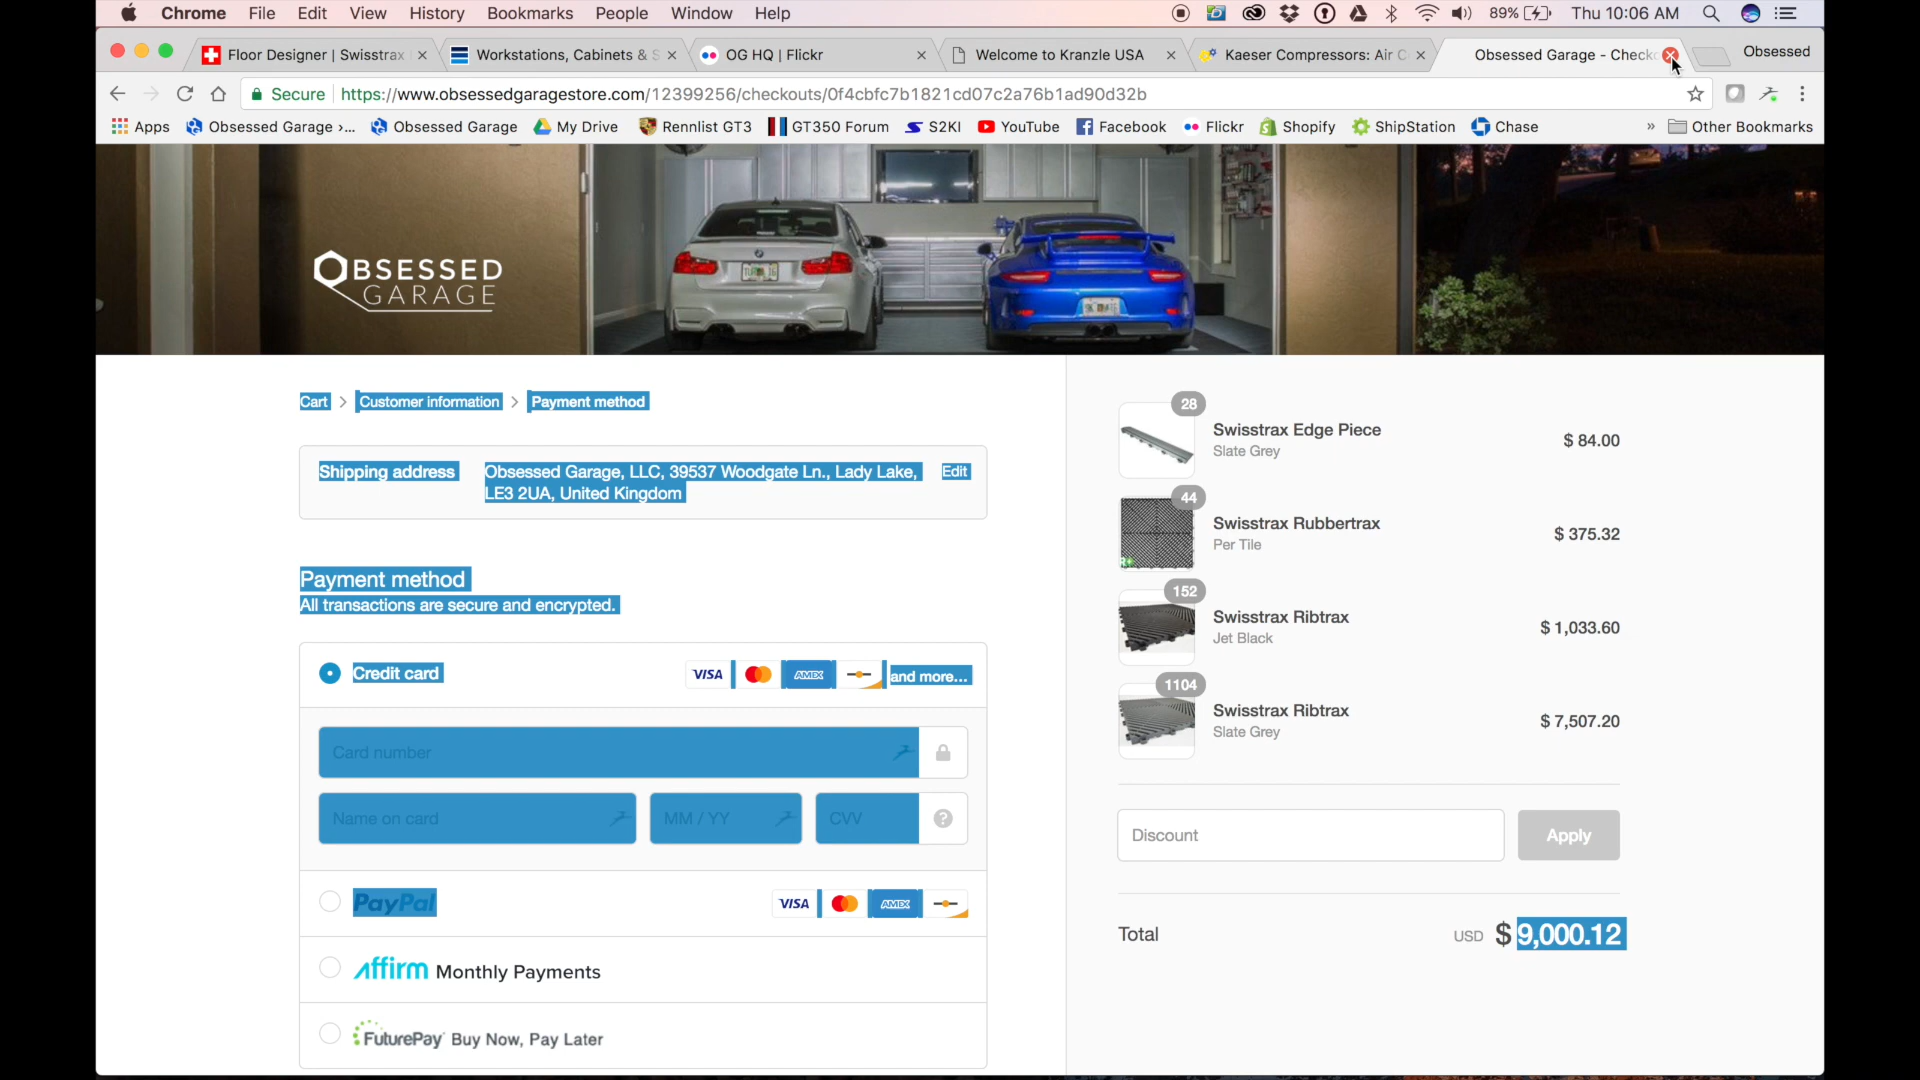 Chrome File Edit View History Bookmarks People Window Help
89% Thu 10:06 AM
Floor Designer | Swisstrax
Workstations, Cabinets & S
OG HQ | Flickr
Welcome to Kranzle USA
Kaeser Compressors: Air C
Obsessed Garage - Check
Obsessed
Secure https://www.obsessedgaragestore.com/12399256/checkouts/0f4cbfc7b1821cd07c2a76b1ad90d32b
Apps Obsessed Garage ›... Obsessed Garage My Drive Rennlist GT3 GT350 Forum S2KI YouTube Facebook Flickr Shopify ShipStation Chase » Other Bookmarks
OBSESSED
GARAGE
Cart > Customer information > Payment method
Shipping address
Obsessed Garage, LLC, 39537 Woodgate Ln., Lady Lake,
LE3 2UA, United Kingdom
Edit
Payment method
All transactions are secure and encrypted.
Credit card
VISA AMEX and more...
Card number
Name on card
MM / YY
CVV
?
PayPal
VISA AMEX
affirm Monthly Payments
FuturePay Buy Now, Pay Later
28
Swisstrax Edge Piece
Slate Grey
$ 84.00
44
Swisstrax Rubbertrax
Per Tile
$ 375.32
152
Swisstrax Ribtrax
Jet Black
$ 1,033.60
1104
Swisstrax Ribtrax
Slate Grey
$ 7,507.20
Discount
Apply
Total
USD $9,000.12